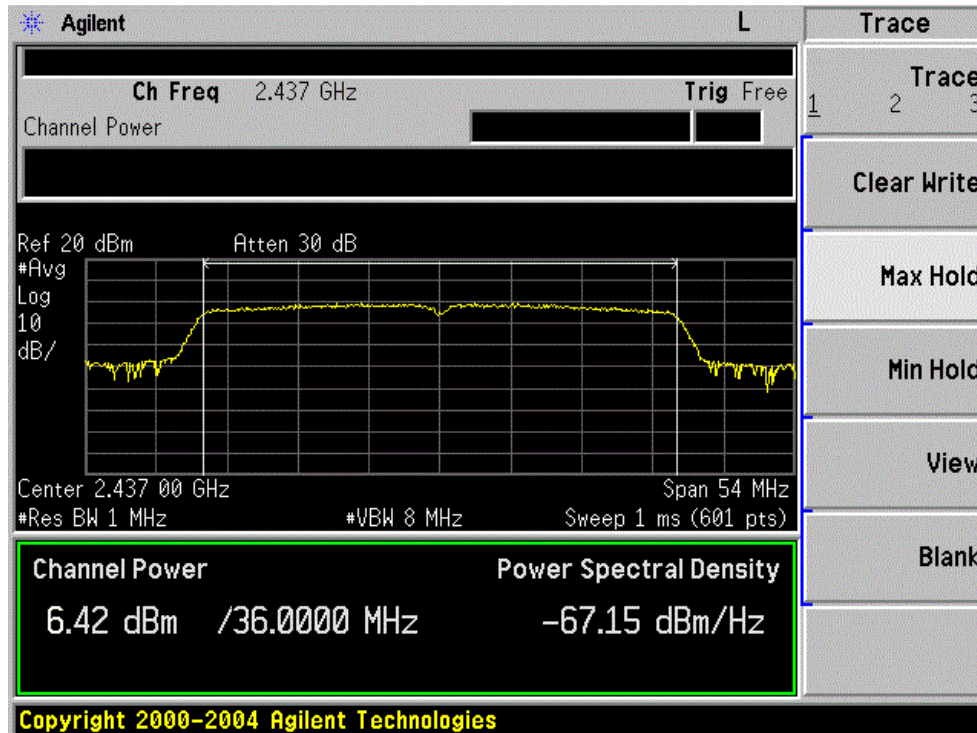 Agilent L Trace
Ch Freq 2.437 GHz Trig Free
Channel Power
Trace
1 2 3
Clear Write
Max Hold
Min Hold
View
Blank
Ref 20 dBm Atten 30 dB
#Avg
Log
10
dB/
Center 2.437 00 GHz Span 54 MHz
#Res BW 1 MHz #VBW 8 MHz Sweep 1 ms (601 pts)
Channel Power Power Spectral Density
6.42 dBm /36.0000 MHz -67.15 dBm/Hz
Copyright 2000-2004 Agilent Technologies